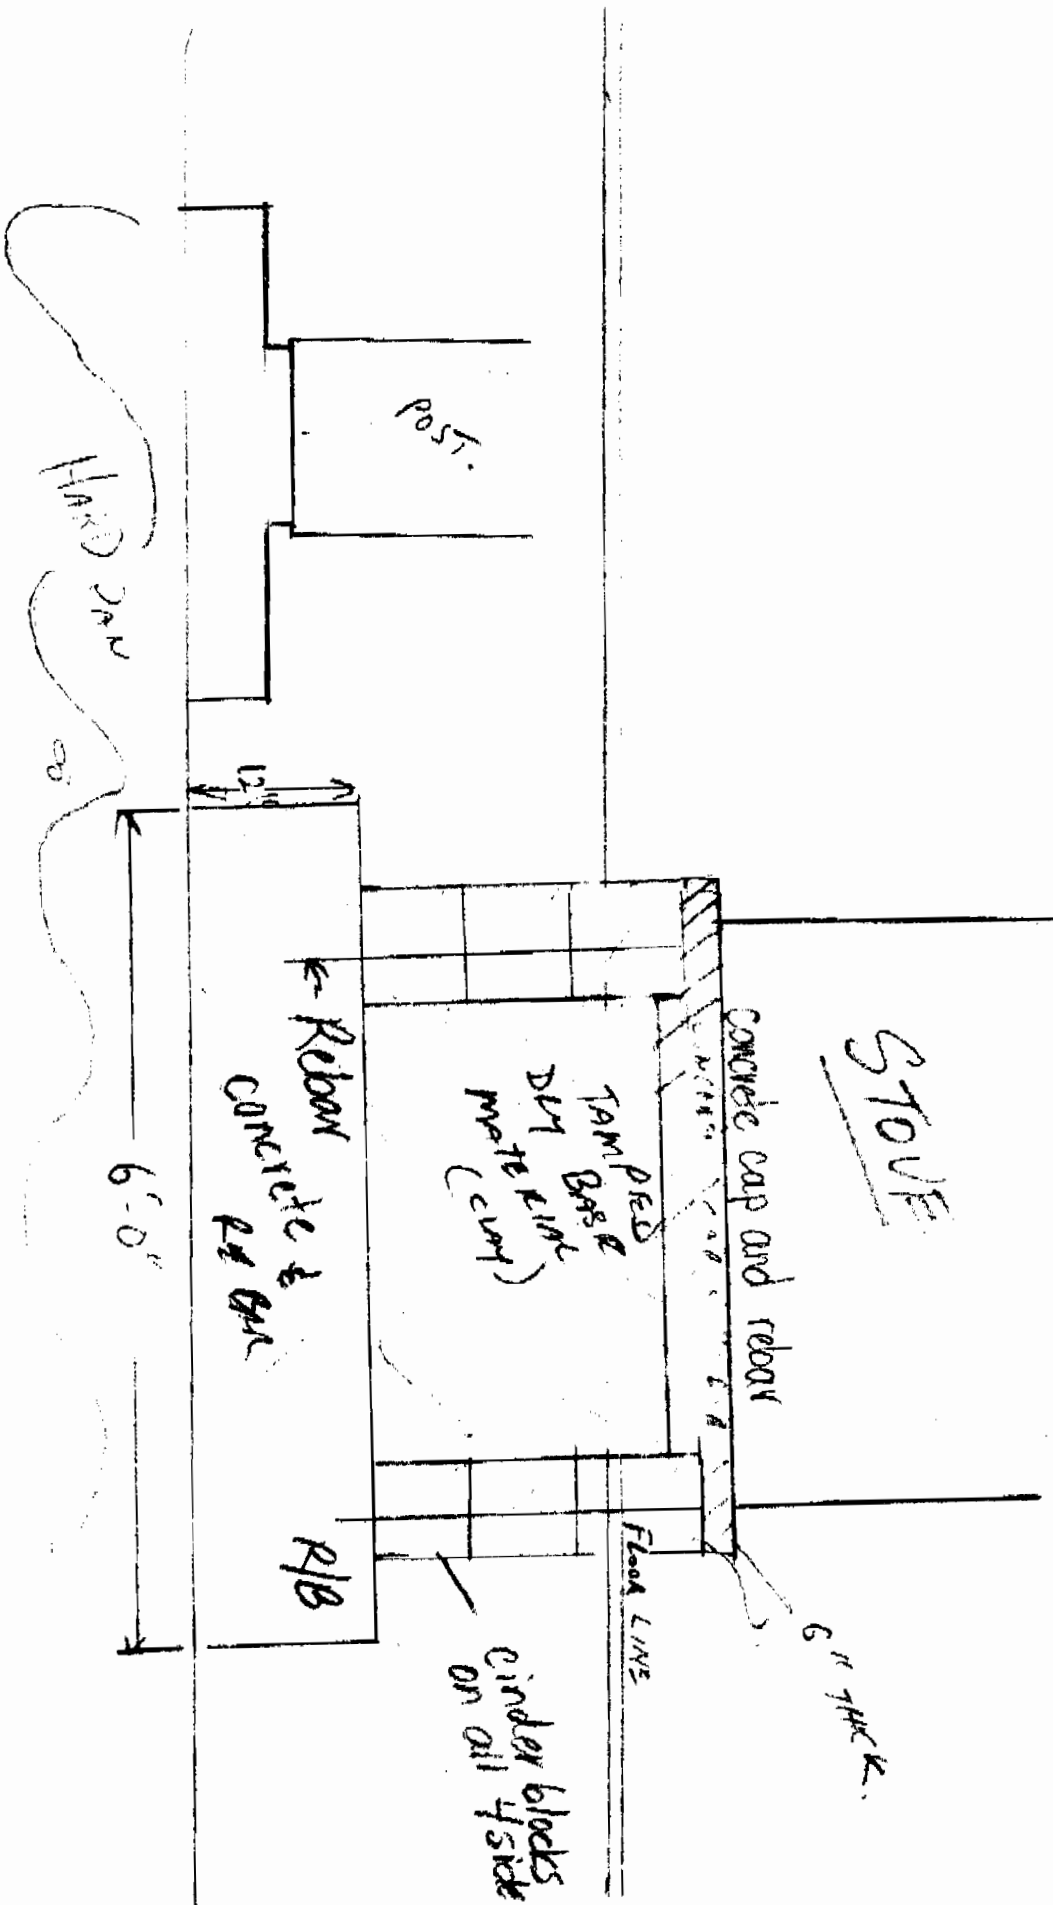 STOVE
6" THICK.
Concrete cap and rebar
FLOOR LINE
POST.
TAMPED
BASE
MATERIAL
(CLAY)
Cinder blocks
on all 4 side
← Rebar
R/B
concrete &
BAR
12"
HARD PAN
6'-0"